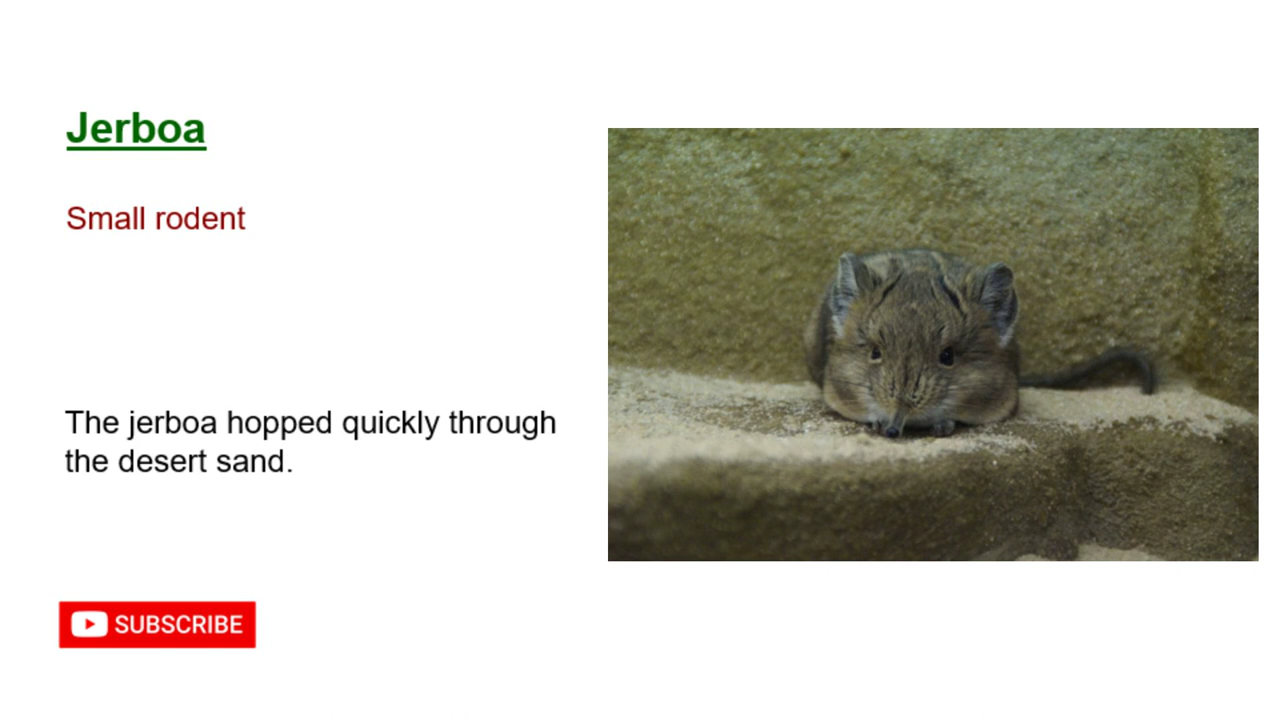 Jerboa
Small rodent
The jerboa hopped quickly through
the desert sand.
SUBSCRIBE